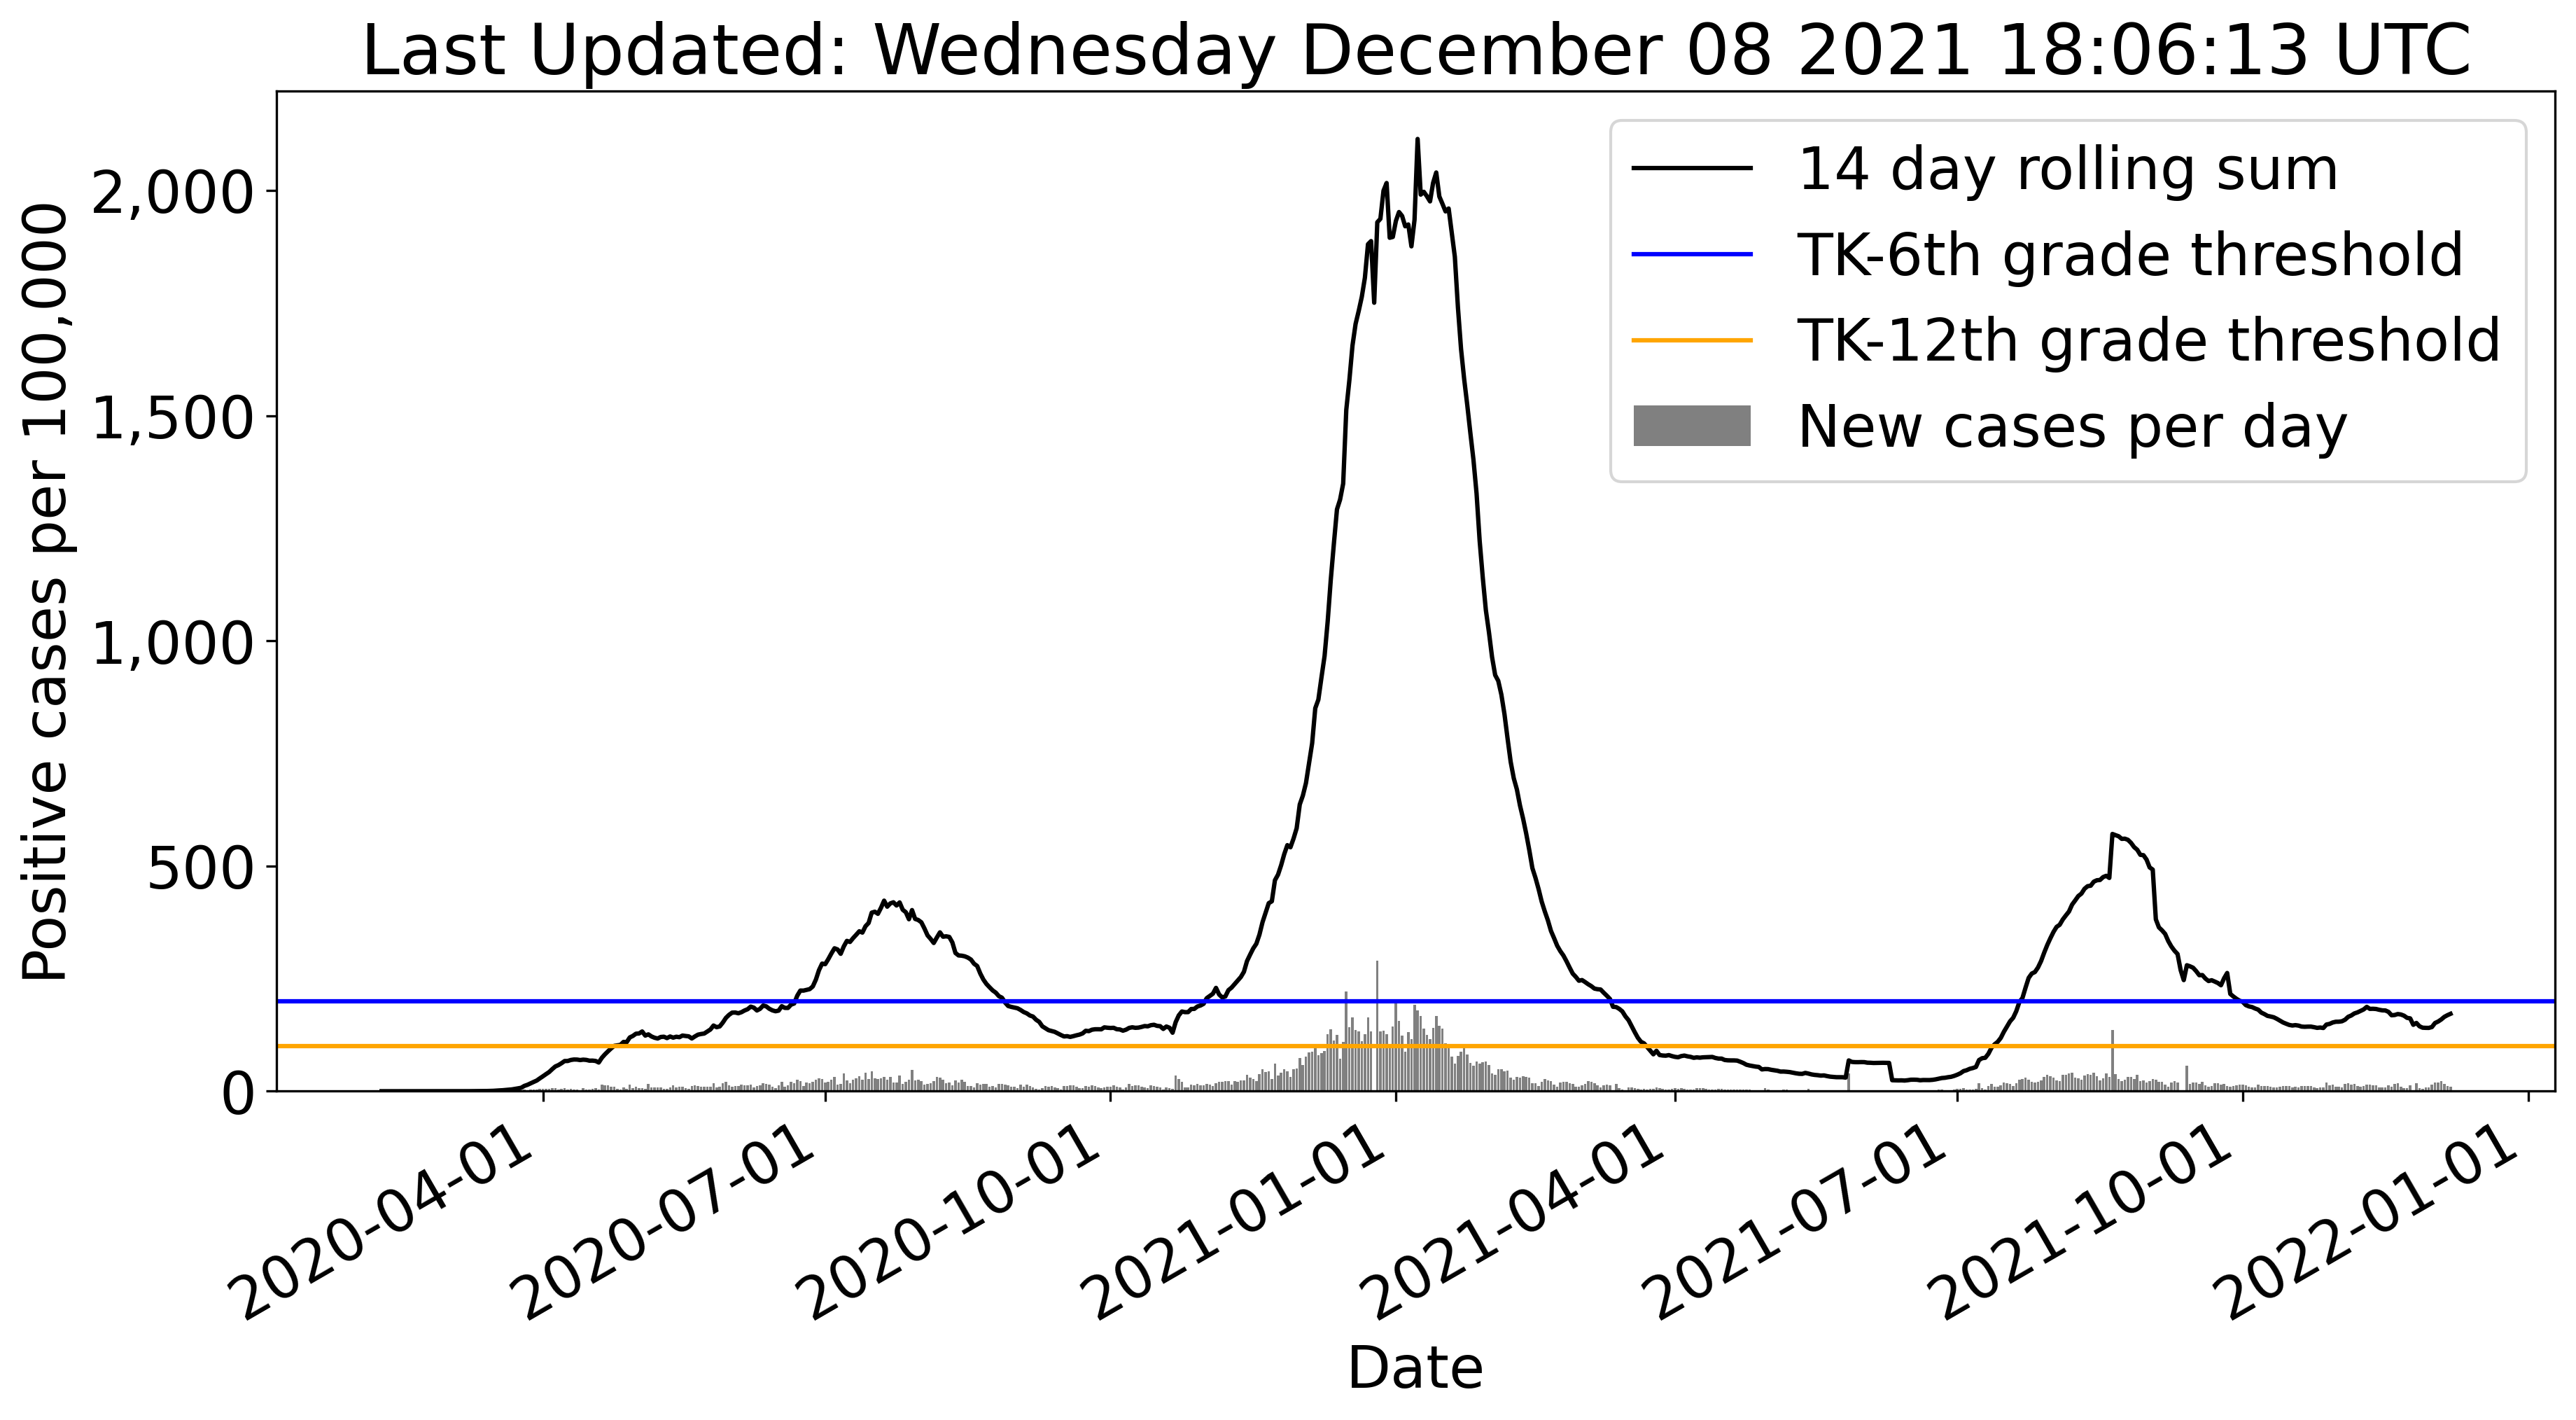 Last Updated: Wednesday December 08 2021 18:06:13 UTC
Positive cases per 100,000
2,000
1,500
1,000
500
0
14 day rolling sum
TK-6th grade threshold
TK-12th grade threshold
New cases per day
2020-04-01
2020-07-01
2020-10-01
2021-01-01
2021-04-01
2021-07-01
2021-10-01
2022-01-01
Date